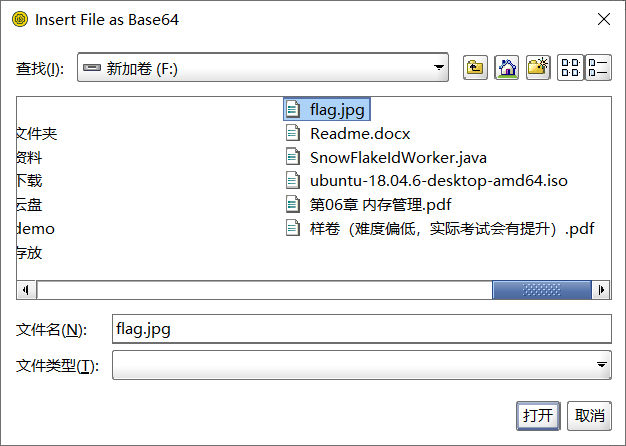 Insert File as Base64
查找(I):
新加卷 (F:)
flag.jpg
文件夹
Readme.docx
资料
SnowFlakeIdWorker.java
下载
ubuntu-18.04.6-desktop-amd64.iso
云盘
第06章 内存管理.pdf
demo
样卷（难度偏低，实际考试会有提升）.pdf
存放
文件名(N):
flag.jpg
文件类型(T):
打开
取消